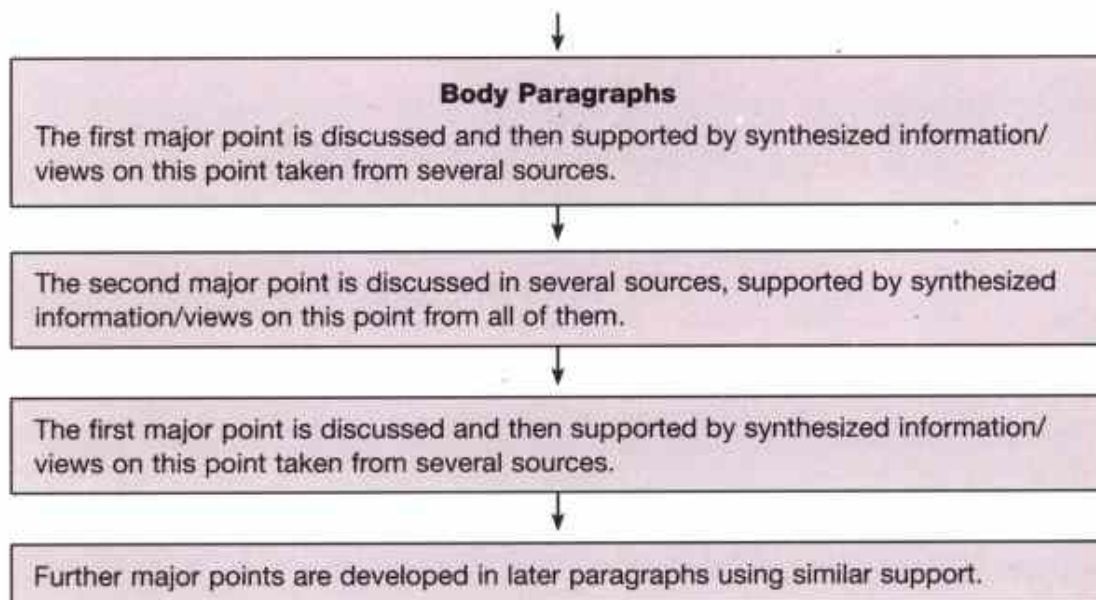 Body Paragraphs
The first major point is discussed and then supported by synthesized information/
views on this point taken from several sources.
The second major point is discussed in several sources, supported by synthesized
information/views on this point from all of them.
The first major point is discussed and then supported by synthesized information/
views on this point taken from several sources.
Further major points are developed in later paragraphs using similar support.